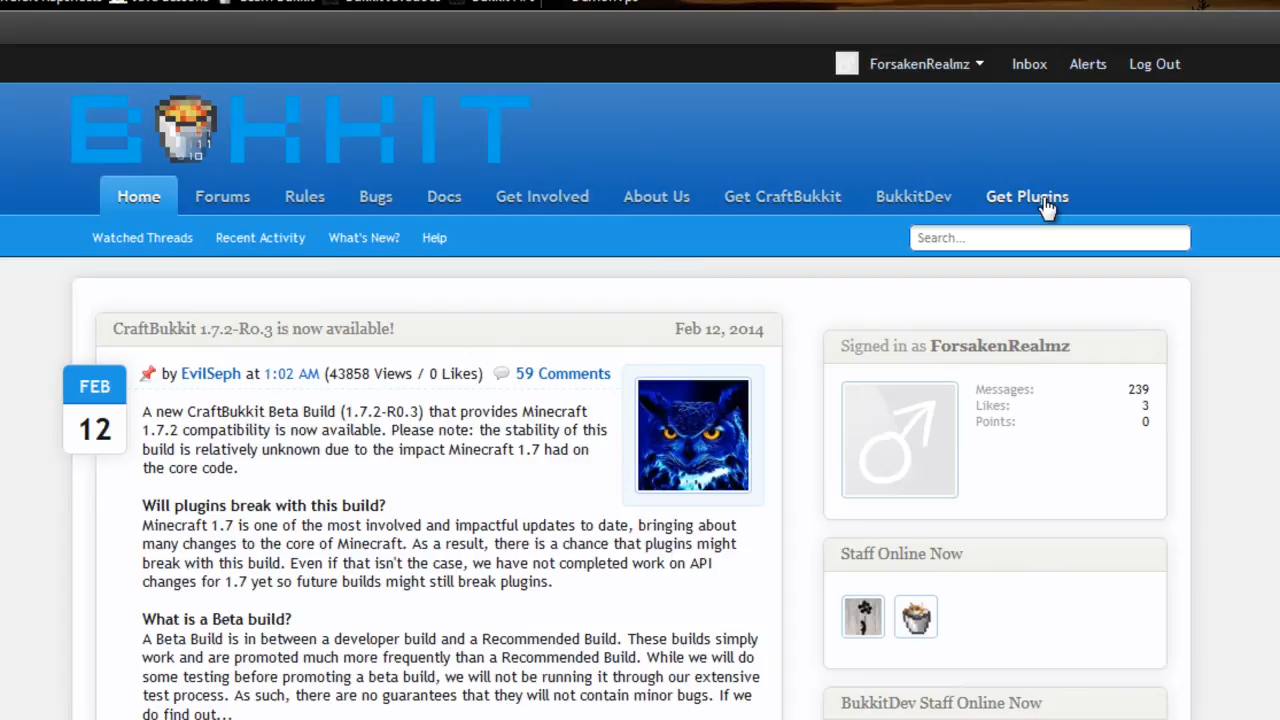 ForsakenRealmz Inbox Alerts Log Out
BUKKIT
Home Forums Rules Bugs Docs Get Involved About Us Get CraftBukkit BukkitDev Get Plugins
Watched Threads Recent Activity What's New? Help Search...
CraftBukkit 1.7.2-R0.3 is now available! Feb 12, 2014
FEB
12
by EvilSeph at 1:02 AM (43858 Views / 0 Likes) 59 Comments
A new CraftBukkit Beta Build (1.7.2-R0.3) that provides Minecraft
1.7.2 compatibility is now available. Please note: the stability of this
build is relatively unknown due to the impact Minecraft 1.7 had on
the core code.
Will plugins break with this build?
Minecraft 1.7 is one of the most involved and impactful updates to date, bringing about
many changes to the core of Minecraft. As a result, there is a chance that plugins might
break with this build. Even if that isn't the case, we have not completed work on API
changes for 1.7 yet so future builds might still break plugins.
What is a Beta build?
A Beta Build is in between a developer build and a Recommended Build. These builds simply
work and are promoted much more frequently than a Recommended Build. While we will do
some testing before promoting a beta build, we will not be running it through our extensive
test process. As such, there are no guarantees that they will not contain minor bugs. If we
do find out...
Signed in as ForsakenRealmz
Messages: 239
Likes: 3
Points: 0
Staff Online Now
BukkitDev Staff Online Now